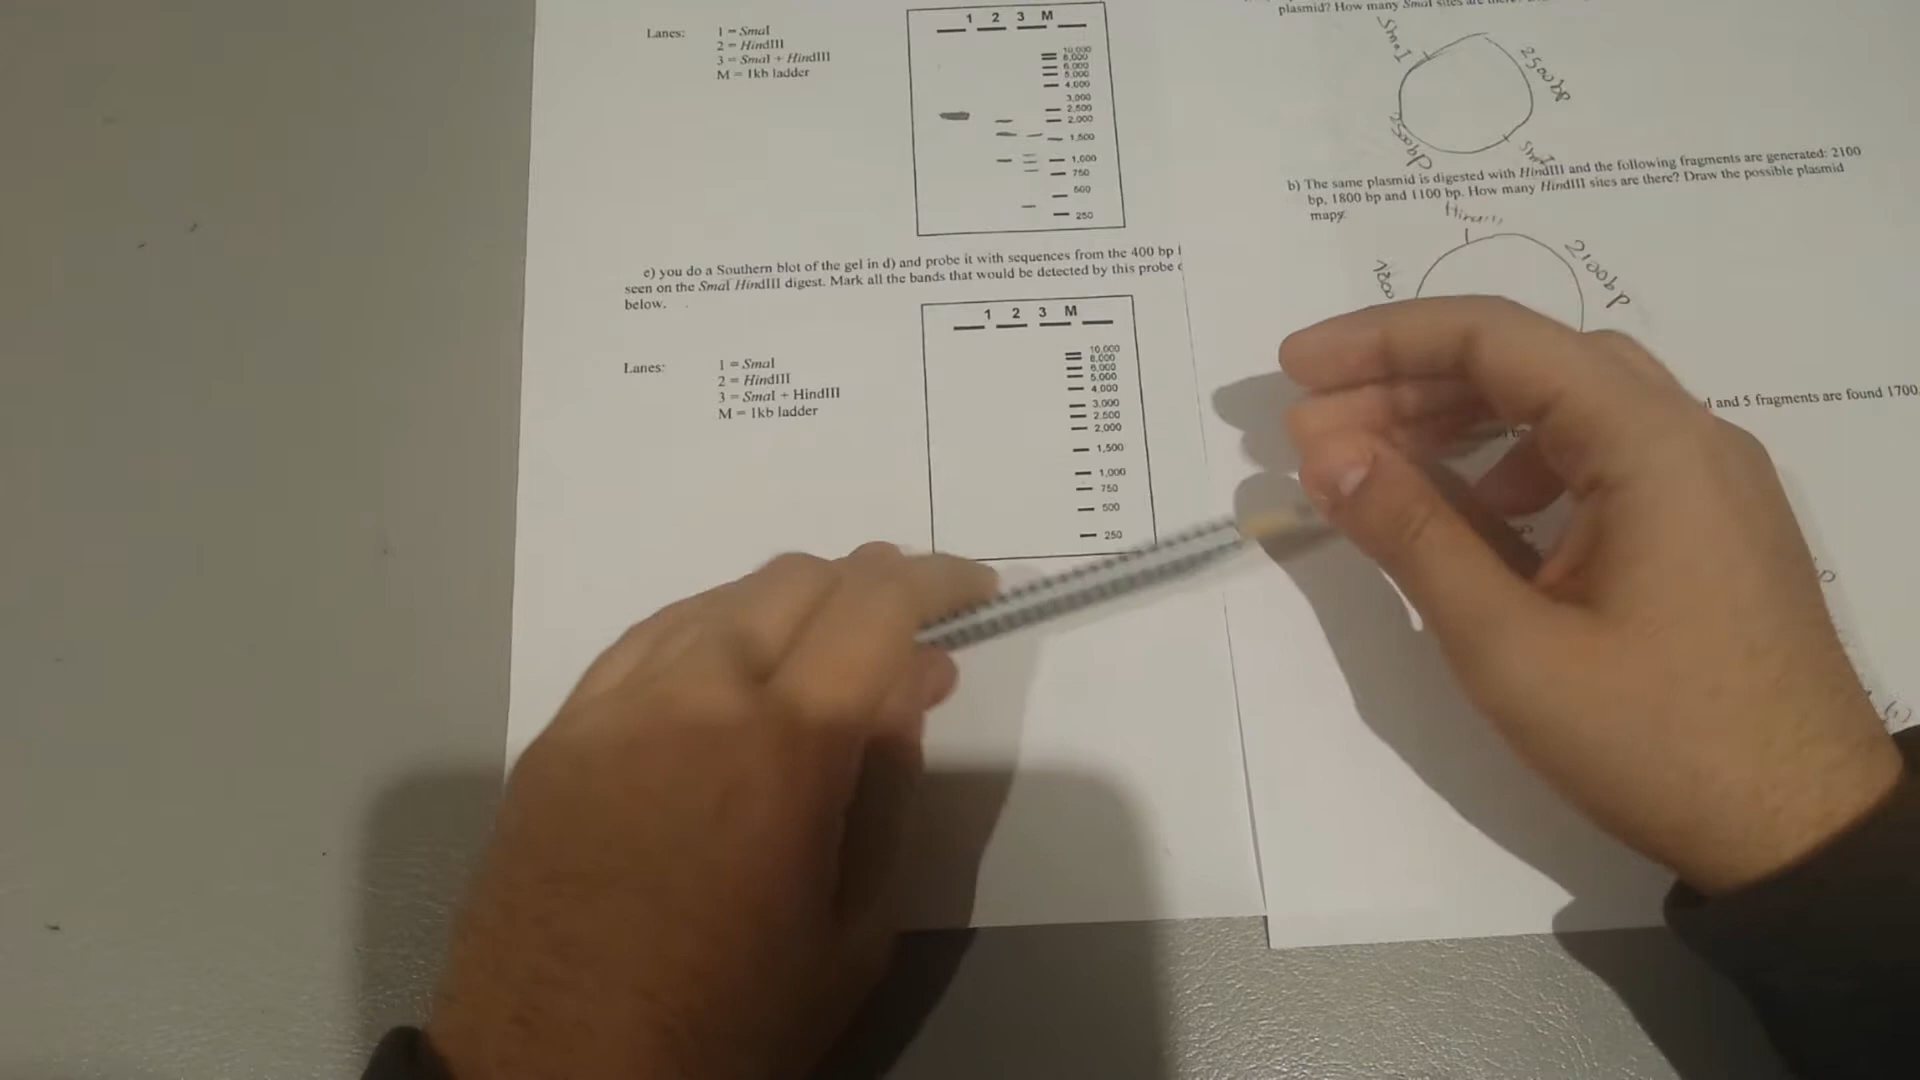 Lanes:
1 = SmaI
2 = HindIII
3 = SmaI + HindIII
M = 1kb ladder
1 2 3 M
10,000
8,000
6,000
5,000
4,000
3,000
2,500
2,000
1,500
1,000
750
500
250
e) you do a Southern blot of the gel in d) and probe it with sequences from the 400 bp
seen on the SmaI HindIII digest. Mark all the bands that would be detected by this probe
below.
Lanes:
1 = SmaI
2 = HindIII
3 = SmaI + HindIII
M = 1kb ladder
1 2 3 M
10,000
8,000
6,000
5,000
4,000
3,000
2,500
2,000
1,500
1,000
750
500
250
plasmid? How many SmaI sites are
SmaI
2500bp
2500bp
SmaI
b) The same plasmid is digested with HindIII and the following fragments are generated: 2100
bp, 1800 bp and 1100 bp. How many HindIII sites are there? Draw the possible plasmid
map
2100bp
1800
and 5 fragments are found 1700,